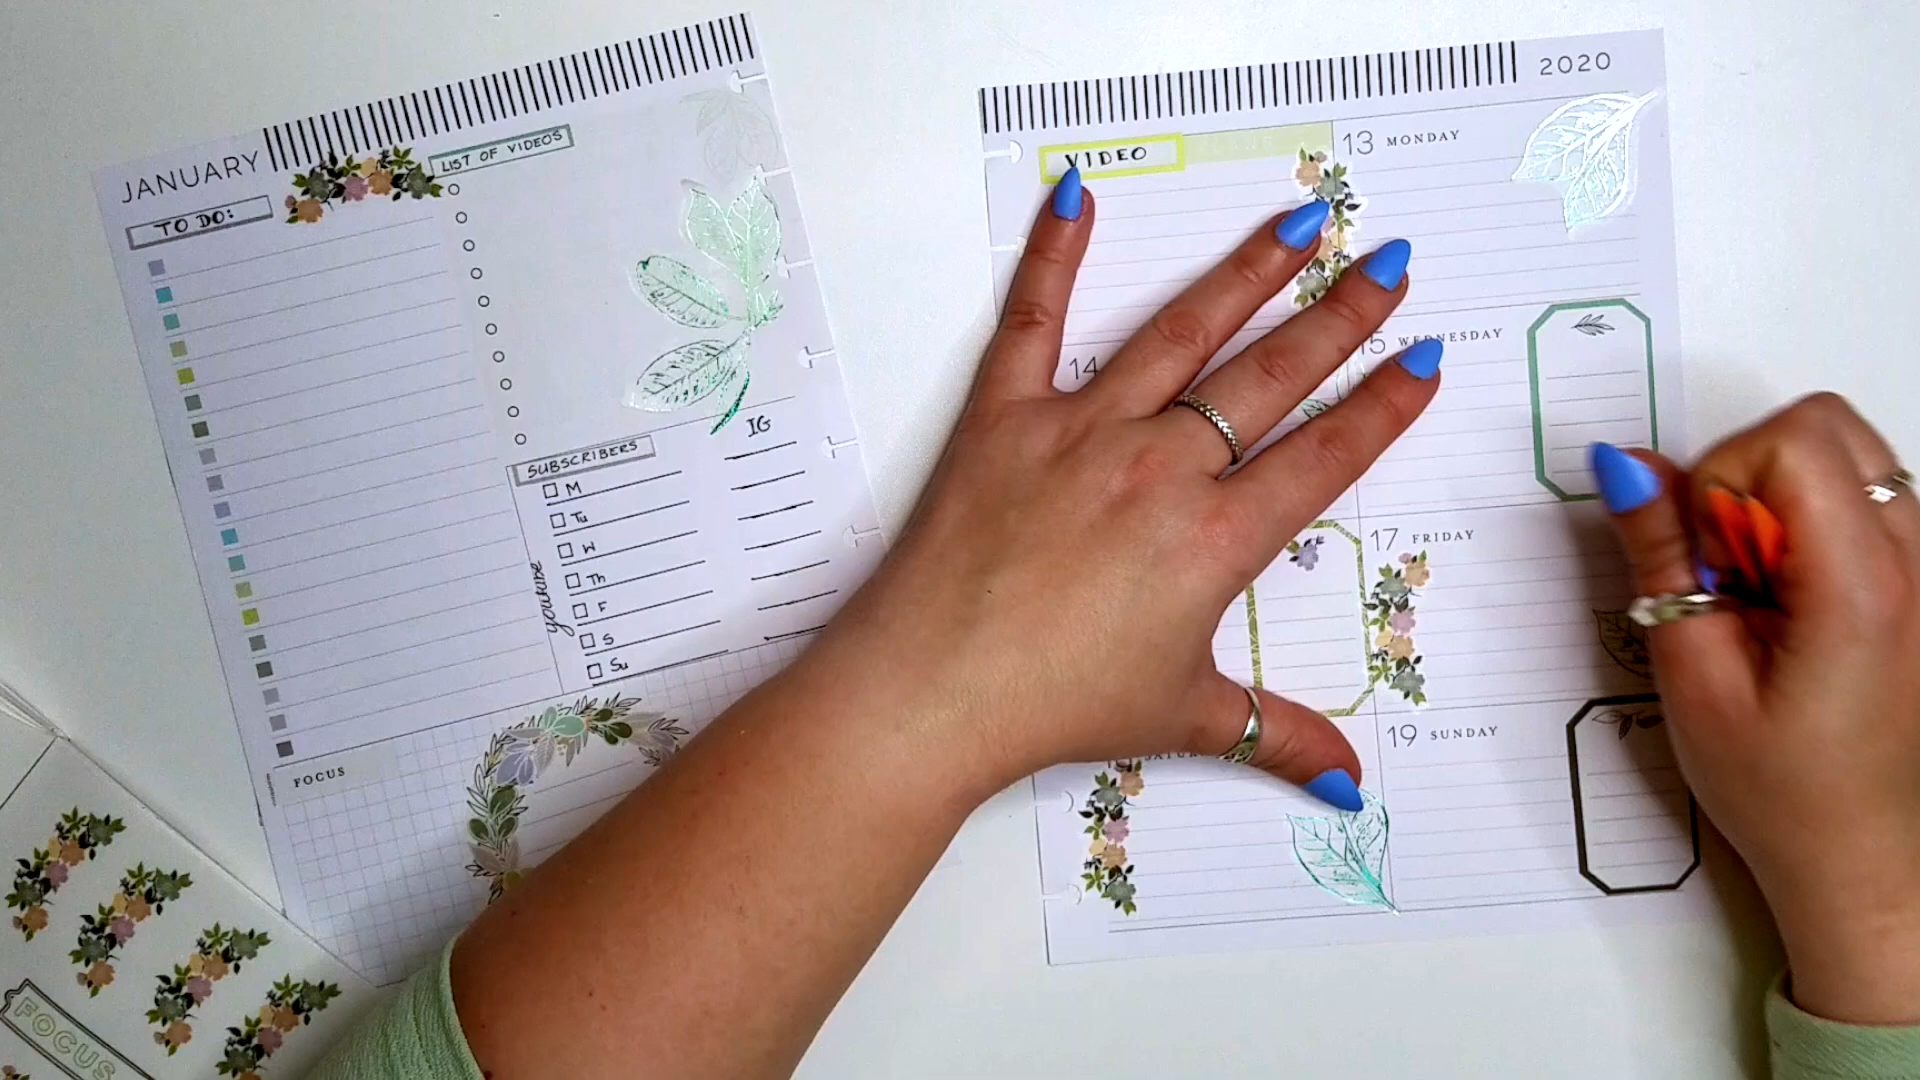 JANUARY
TO DO:
LIST OF VIDEOS
SUBSCRIBERS
IG
youtube
M
Tu
W
Th
F
S
Su
FOCUS
FOCUS
2020
VIDEO
13 MONDAY
14
15 WEDNESDAY
17 FRIDAY
19 SUNDAY